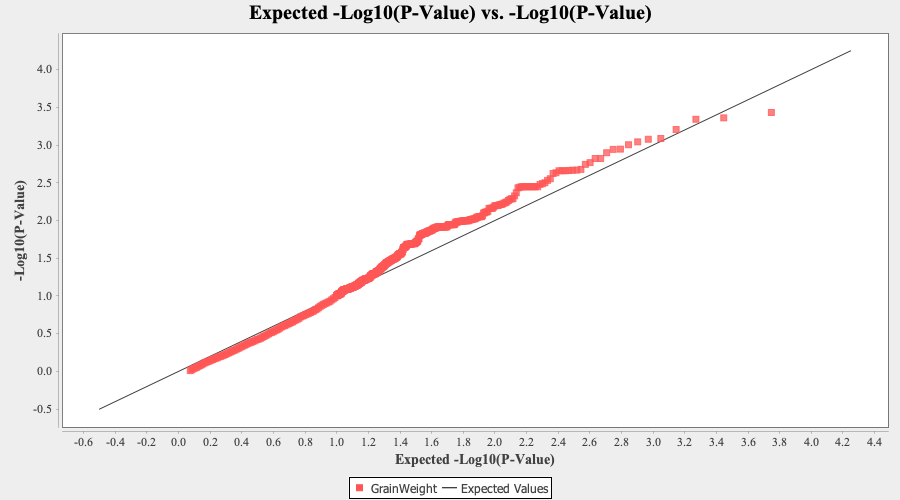 Expected -Log10(P-Value) vs. -Log10(P-Value)
-Log10(P-Value)
4.0
3.5
3.0
2.5
2.0
1.5
1.0
0.5
0.0
-0.5
-0.6 -0.4 -0.2 0.0 0.2 0.4 0.6 0.8 1.0 1.2 1.4 1.6 1.8 2.0 2.2 2.4 2.6 2.8 3.0 3.2 3.4 3.6 3.8 4.0 4.2 4.4
Expected -Log10(P-Value)
GrainWeight Expected Values